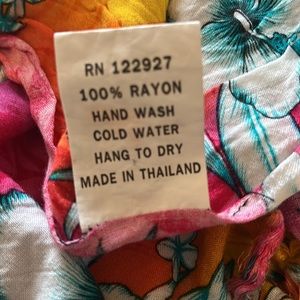 RN 122927
100% RAYON
HAND WASH
COLD WATER
HANG TO DRY
MADE IN THAILAND